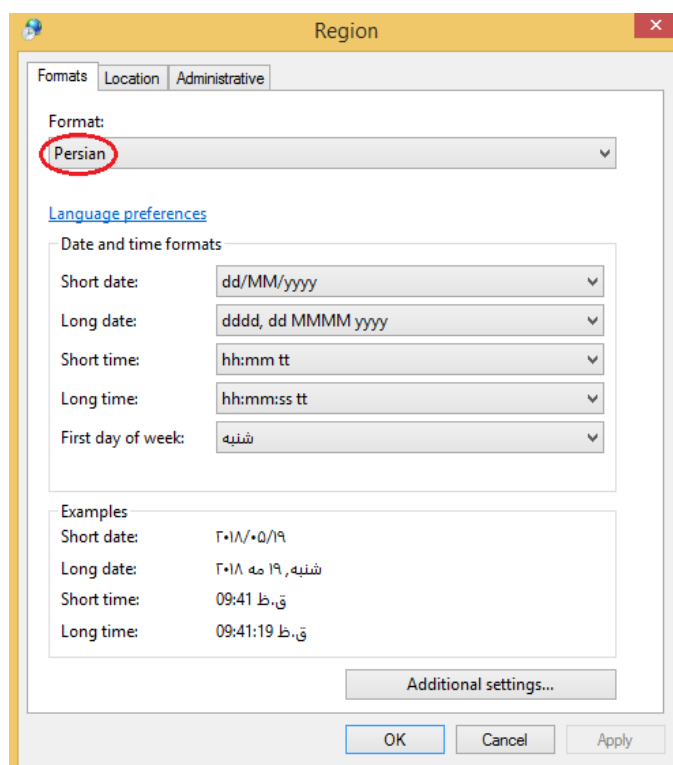 Region
Formats Location Administrative
Format:
Persian
Language preferences
Date and time formats
Short date: dd/MM/yyyy
Long date: dddd, dd MMMM yyyy
Short time: hh:mm tt
Long time: hh:mm:ss tt
First day of week: شنبه
Examples
Short date: ۲۰۱۸/۰۵/۱۹
Long date: شنبه, ۱۹ مه ۲۰۱۸
Short time: 09:41 ق.ظ
Long time: 09:41:19 ق.ظ
Additional settings...
OK Cancel Apply